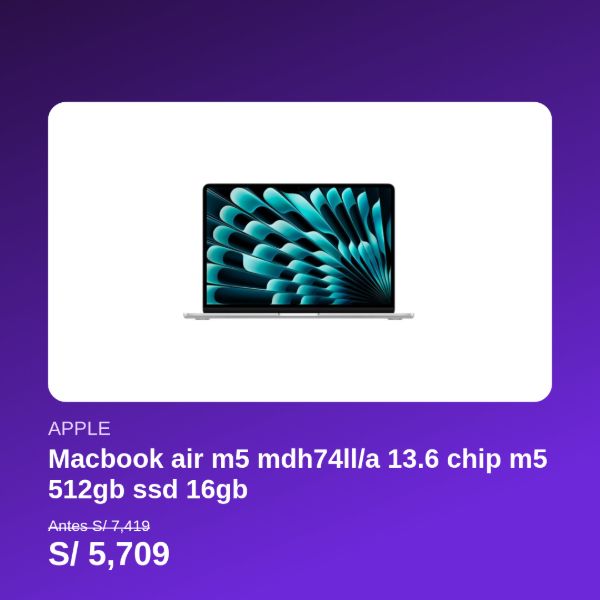 APPLE
Macbook air m5 mdh74ll/a 13.6 chip m5
512gb ssd 16gb
Antes S/ 7,419
S/ 5,709